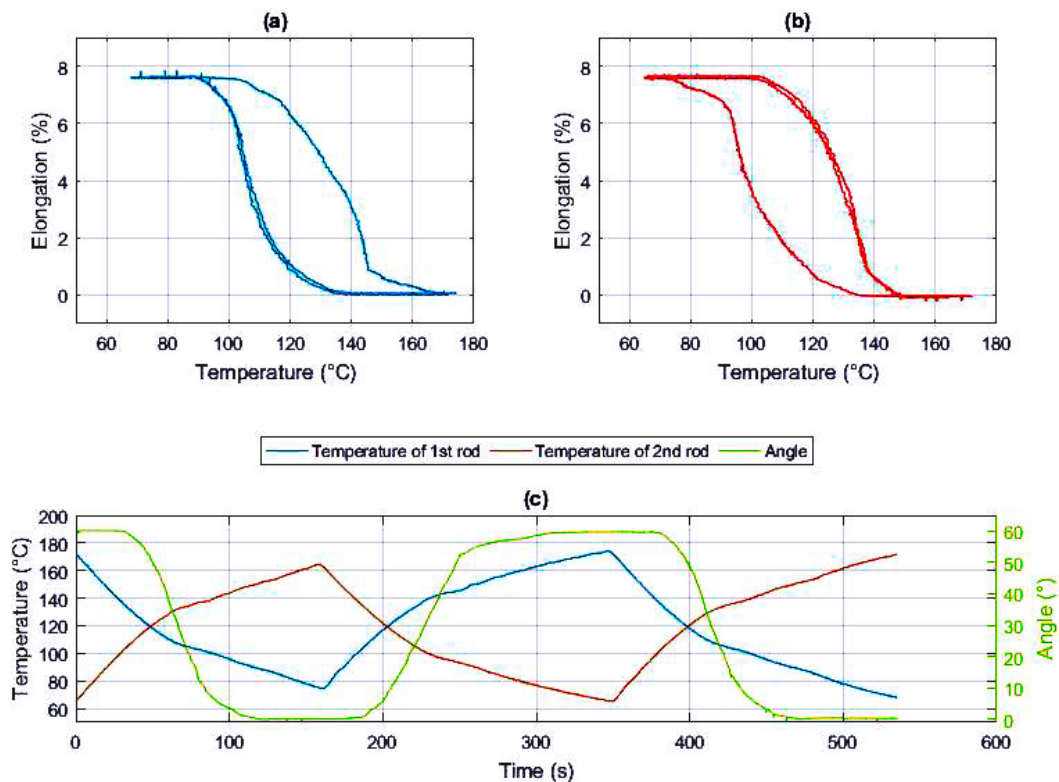 (a)
(b)
8
6
4
2
0
Elongation (%)
60 80 100 120 140 160 180
Temperature (°C)
8
6
4
2
0
Elongation (%)
60 80 100 120 140 160 180
Temperature (°C)
Temperature of 1st rod Temperature of 2nd rod Angle
(c)
200
180
160
140
120
100
80
60
Temperature (°C)
60
50
40
30
20
10
0
Angle (°)
0 100 200 300 400 500 600
Time (s)